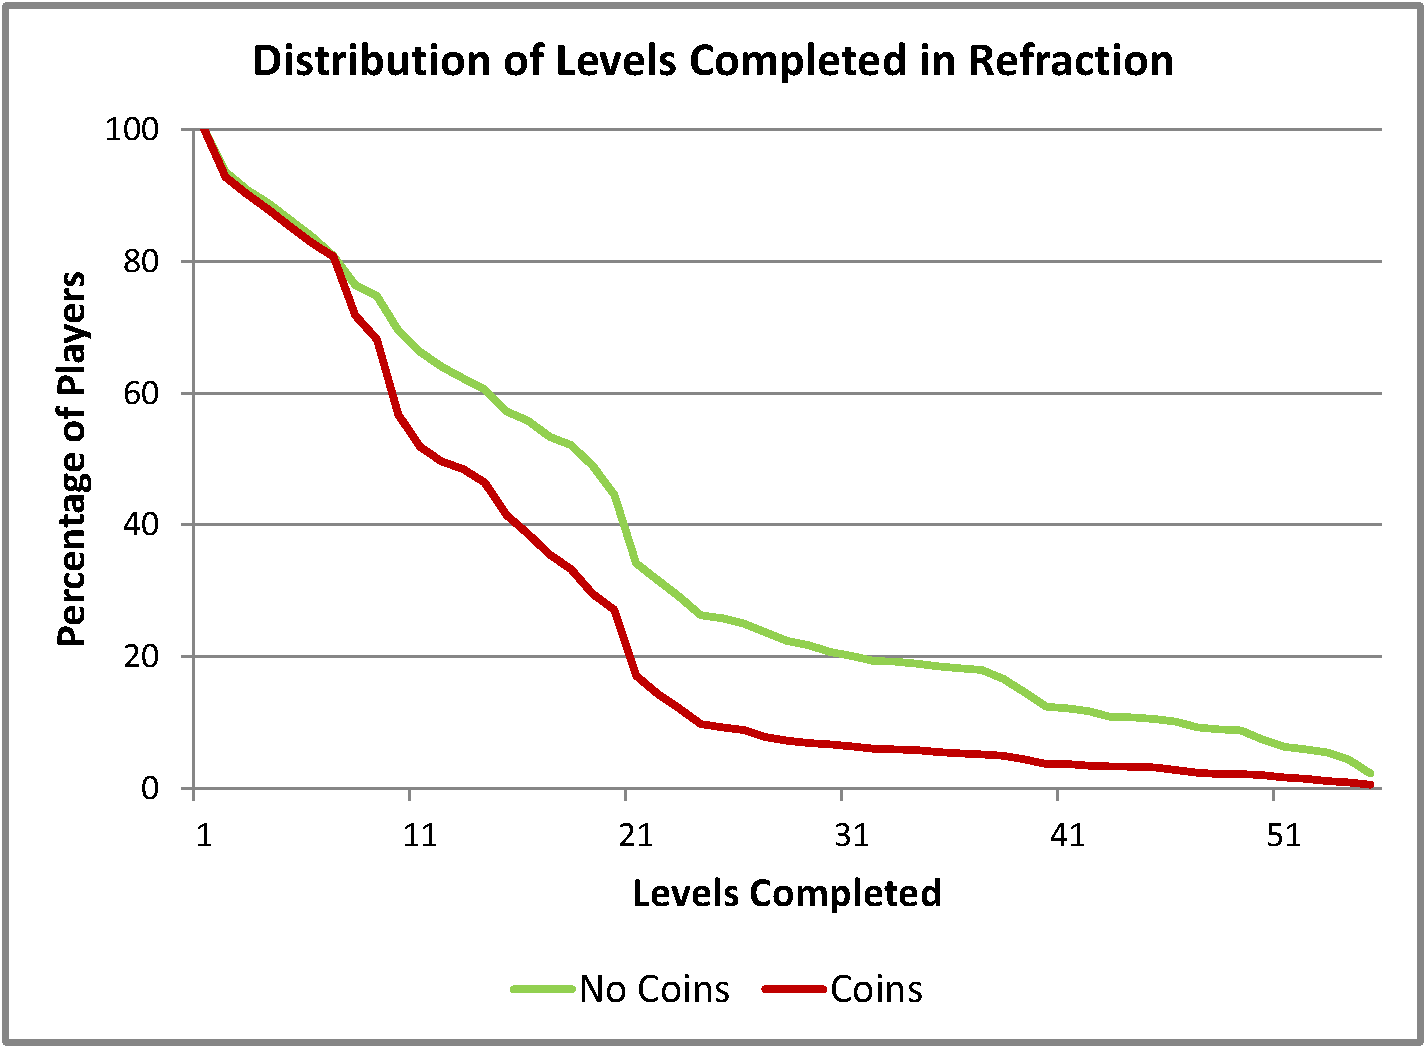 Distribution of Levels Completed in Refraction
Percentage of Players
100
80
60
40
20
0
1 11 21 31 41 51
Levels Completed
No Coins Coins